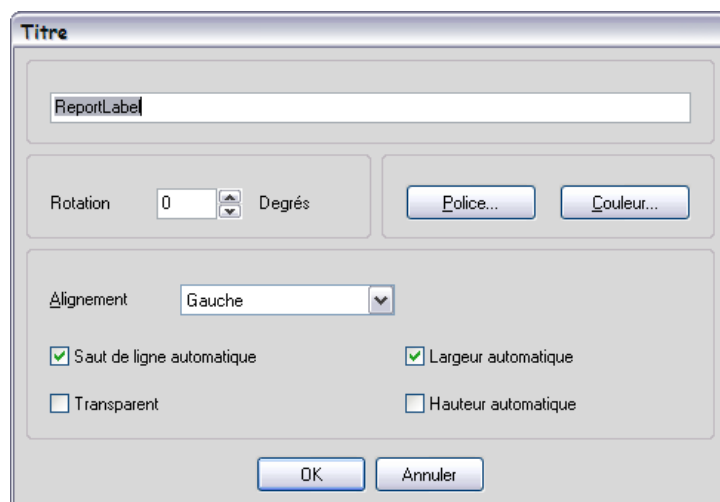 Titre
ReportLabel
Rotation 0 Degrés Police... Couleur...
Alignement Gauche
Saut de ligne automatique Largeur automatique
Transparent Hauteur automatique
OK Annuler